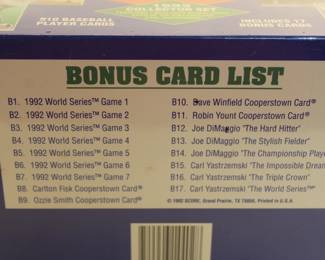 1993
COLLECTOR SET
910 BASEBALL
PLAYER CARDS
INCLUDES 17
BONUS CARDS
BONUS CARD LIST
B1. 1992 World Series™ Game 1
B2. 1992 World Series™ Game 2
B3. 1992 World Series™ Game 3
B4. 1992 World Series™ Game 4
B5. 1992 World Series™ Game 5
B6. 1992 World Series™ Game 6
B7. 1992 World Series™ Game 7
B8. Carlton Fisk Cooperstown Card®
B9. Ozzie Smith Cooperstown Card®
B10. Dave Winfield Cooperstown Card®
B11. Robin Yount Cooperstown Card®
B12. Joe DiMaggio "The Hard Hitter"
B13. Joe DiMaggio "The Stylish Fielder"
B14. Joe DiMaggio "The Championship Play
B15. Carl Yastrzemski "The Impossible Dream
B16. Carl Yastrzemski "The Triple Crown"
B17. Carl Yastrzemski "The World Series™"
© 1992 SCORE, Grand Prairie, TX 75050. Printed in U.S.A.